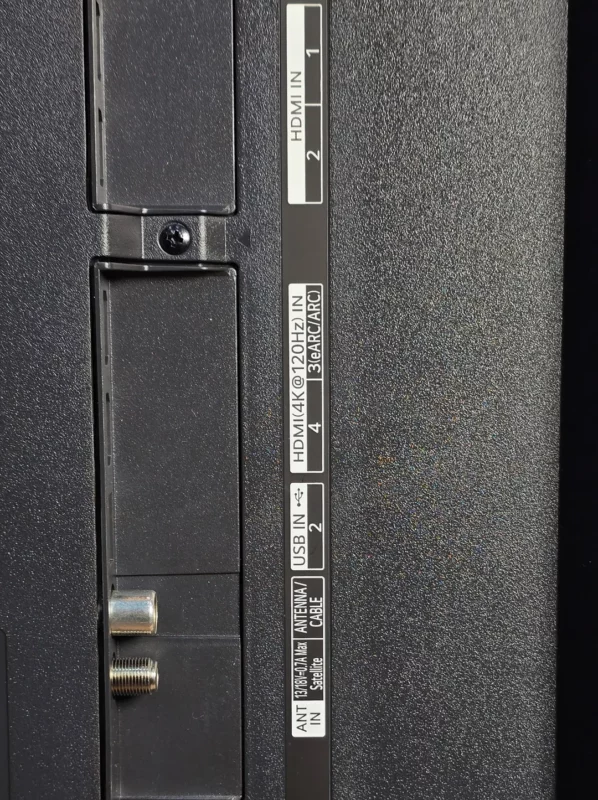 HDMI IN
2
1
HDMI(4K@120Hz) IN
4
3(eARC/ARC)
USB IN
2
ANT IN
13/18V⎓0.7A Max
Satellite
ANTENNA/
CABLE